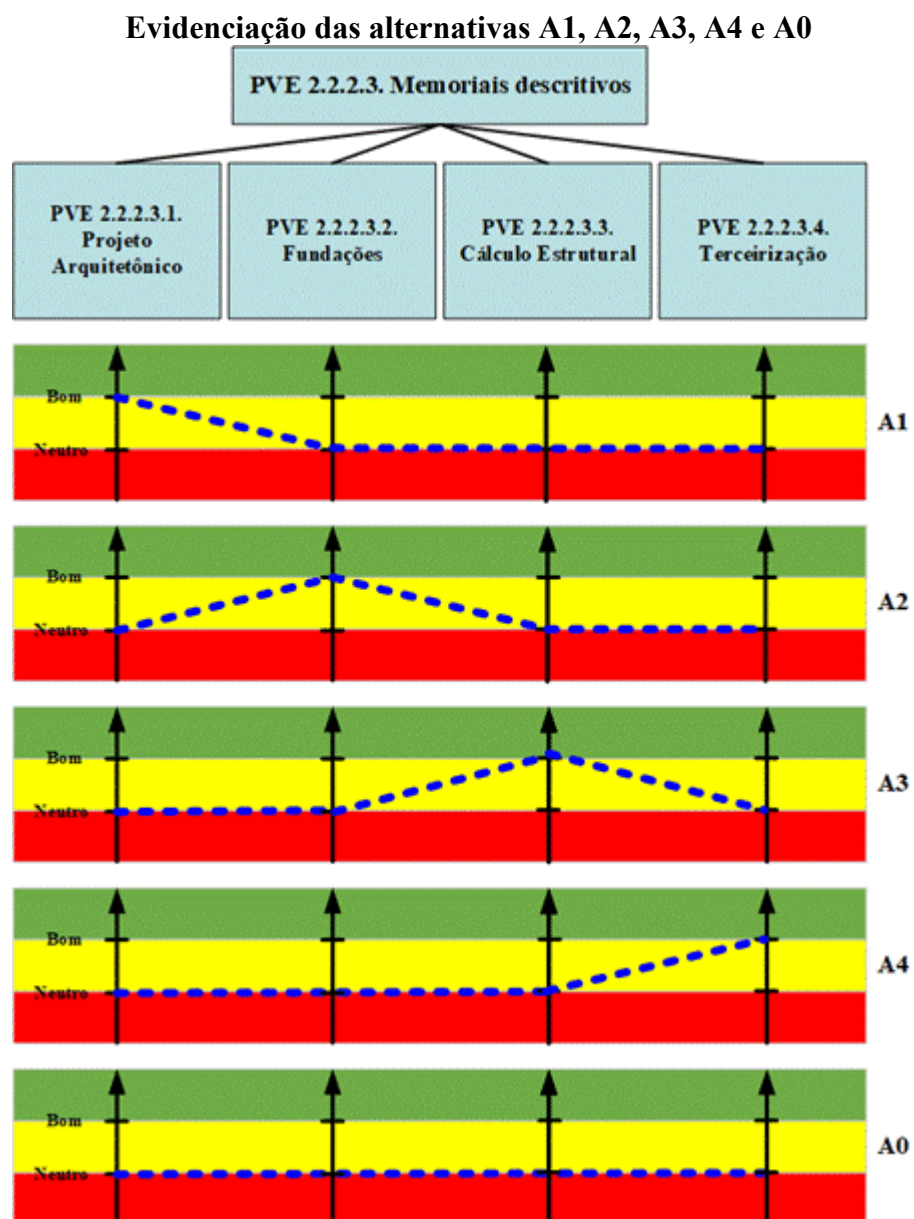 Evidenciação das alternativas A1, A2, A3, A4 e A0
PVE 2.2.2.3. Memoriais descritivos
PVE 2.2.2.3.1.
Projeto
Arquitetônico
PVE 2.2.2.3.2.
Fundações
PVE 2.2.2.3.3.
Cálculo Estrutural
PVE 2.2.2.3.4.
Terceirização
Bom
Neutro
A1
Bom
Neutro
A2
Bom
Neutro
A3
Bom
Neutro
A4
Bom
Neutro
A0